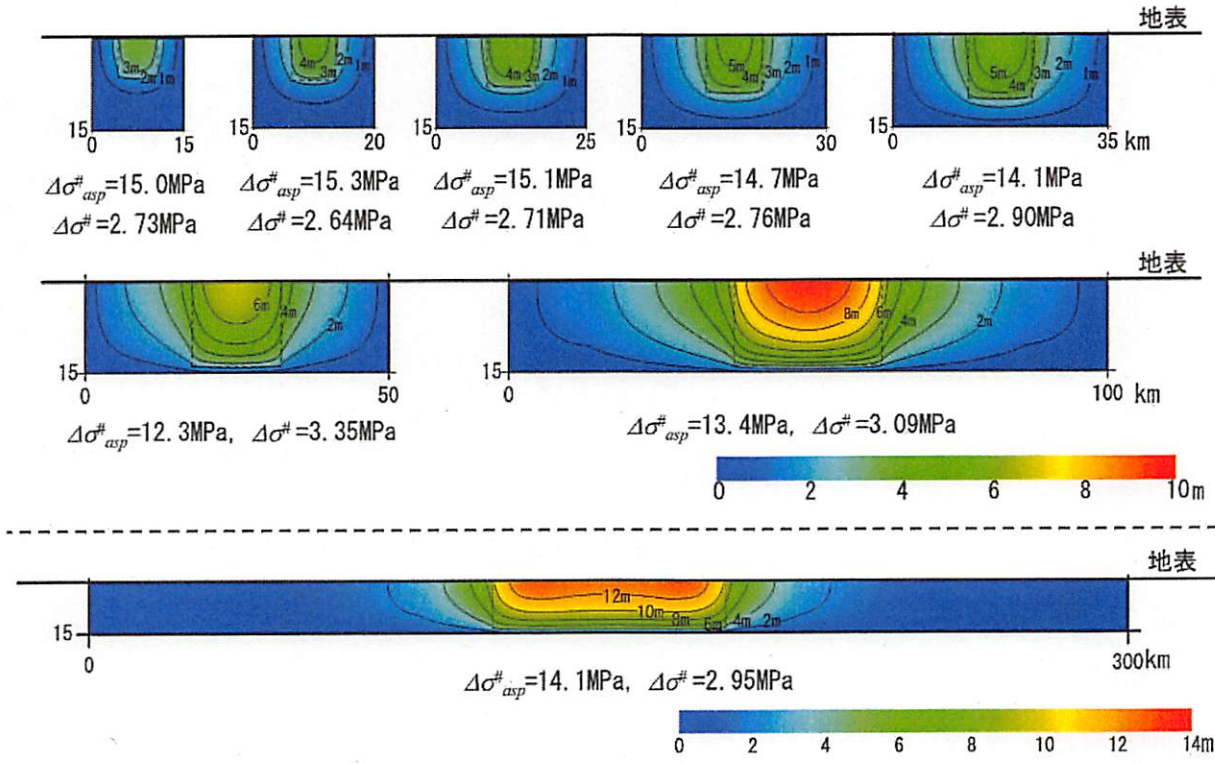 地表
3m 2m 1m
4m 3m 2m 1m
4m 3m 2m 1m
5m 4m 3m 2m 1m
5m 4m 3m 2m 1m
15 0 15
15 0 20
15 0 25
15 0 30
15 0 35 km
Δσ#asp=15.0MPa
Δσ#=2.73MPa
Δσ#asp=15.3MPa
Δσ#=2.64MPa
Δσ#asp=15.1MPa
Δσ#=2.71MPa
Δσ#asp=14.7MPa
Δσ#=2.76MPa
Δσ#asp=14.1MPa
Δσ#=2.90MPa
地表
6m 4m 2m
8m 6m 4m 2m
15 0 50
15 0 100 km
Δσ#asp=12.3MPa, Δσ#=3.35MPa
Δσ#asp=13.4MPa, Δσ#=3.09MPa
0 2 4 6 8 10m
地表
12m 10m 8m 6m 4m 2m
15
0 300km
Δσ#asp=14.1MPa, Δσ#=2.95MPa
0 2 4 6 8 10 12 14m